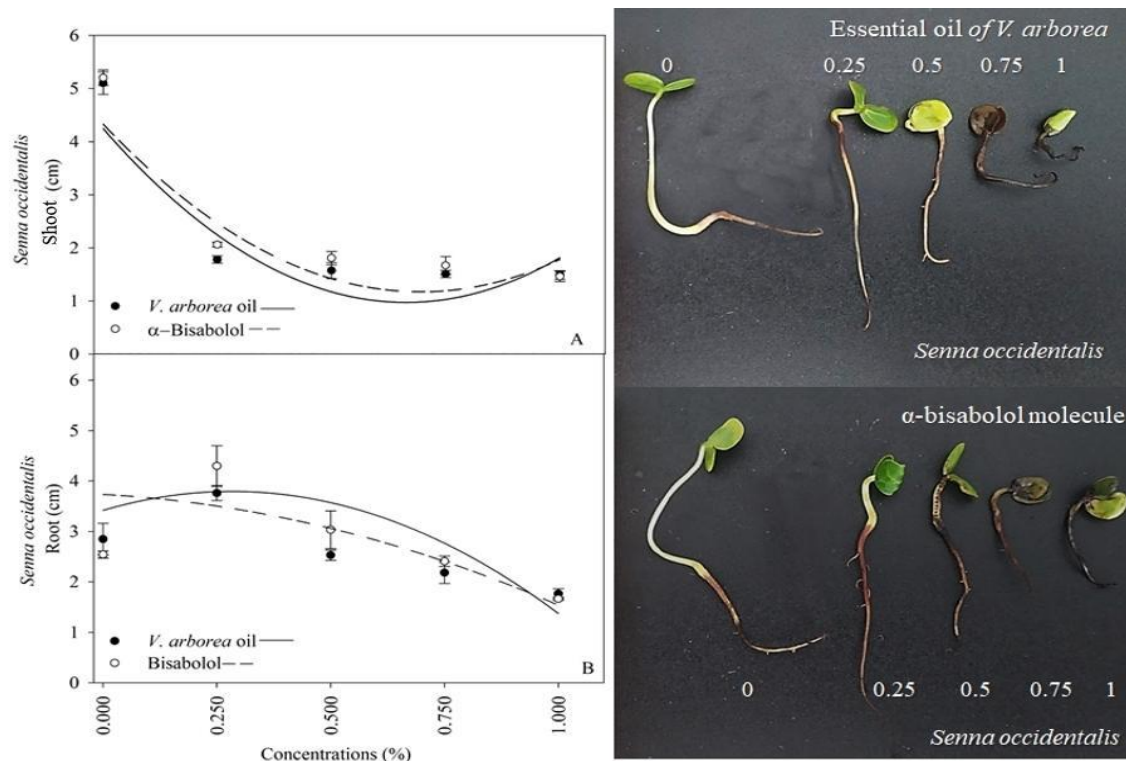 Senna occidentalis
Shoot (cm)
6
5
4
3
2
1
0
V. arborea oil
α−Bisabolol
A
Senna occidentalis
Root (cm)
6
5
4
3
2
1
0
V. arborea oil
Bisabolol
B
0.000
0.250
0.500
0.750
1.000
Concentrations (%)
Essential oil of V. arborea
0 0.25 0.5 0.75 1
Senna occidentalis
α-bisabolol molecule
0 0.25 0.5 0.75 1
Senna occidentalis